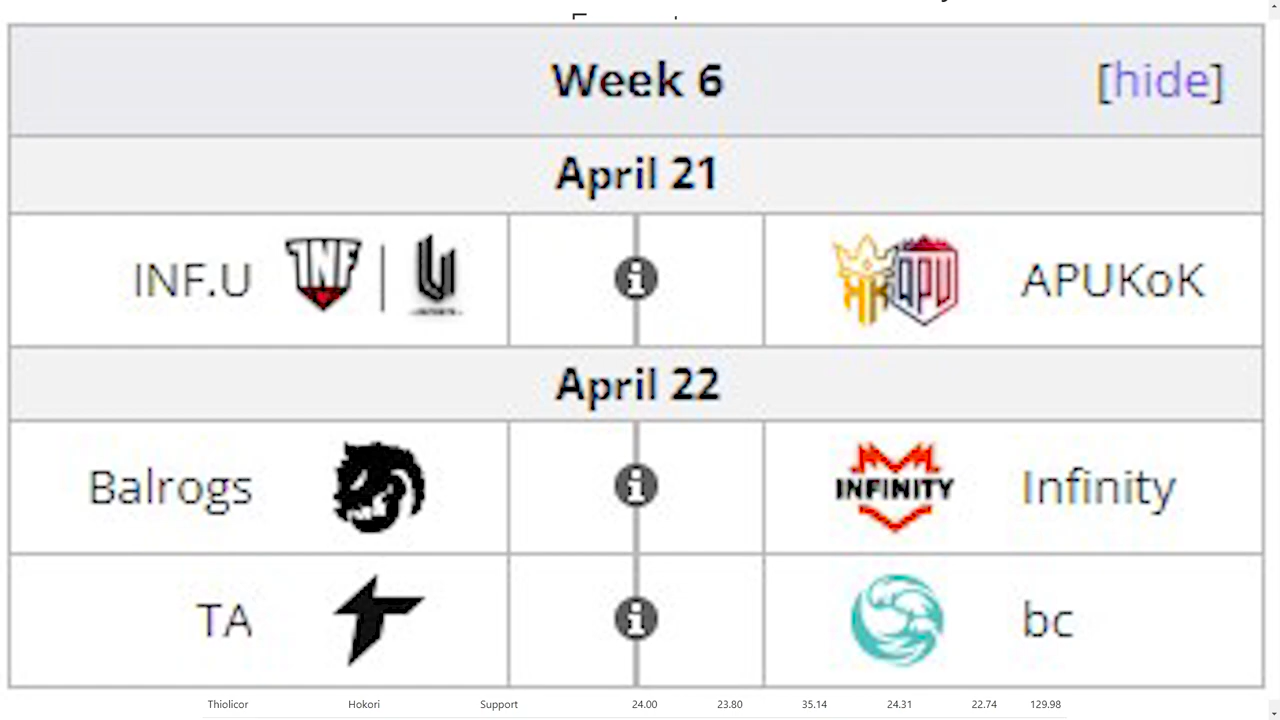 Week 6 [hide]
April 21
INF.U INF | U APUKoK
April 22
Balrogs INFINITY Infinity
TA bc
Thiolicor Hokori Support 24.00 23.80 35.14 24.31 22.74 129.98